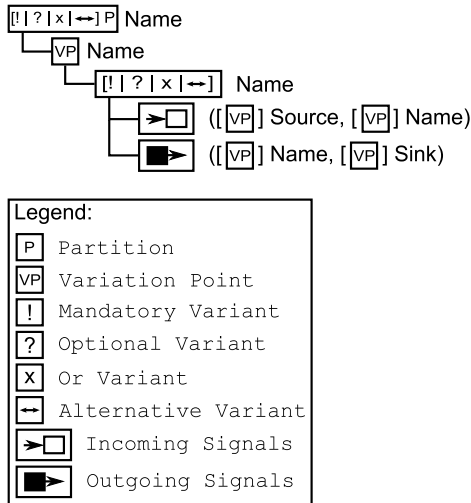 [! | ? | x | ↔] P Name
VP Name
[! | ? | x | ↔] Name
([ VP ] Source, [ VP ] Name)
([ VP ] Name, [ VP ] Sink)
Legend:
P Partition
VP Variation Point
! Mandatory Variant
? Optional Variant
x Or Variant
↔ Alternative Variant
Incoming Signals
Outgoing Signals